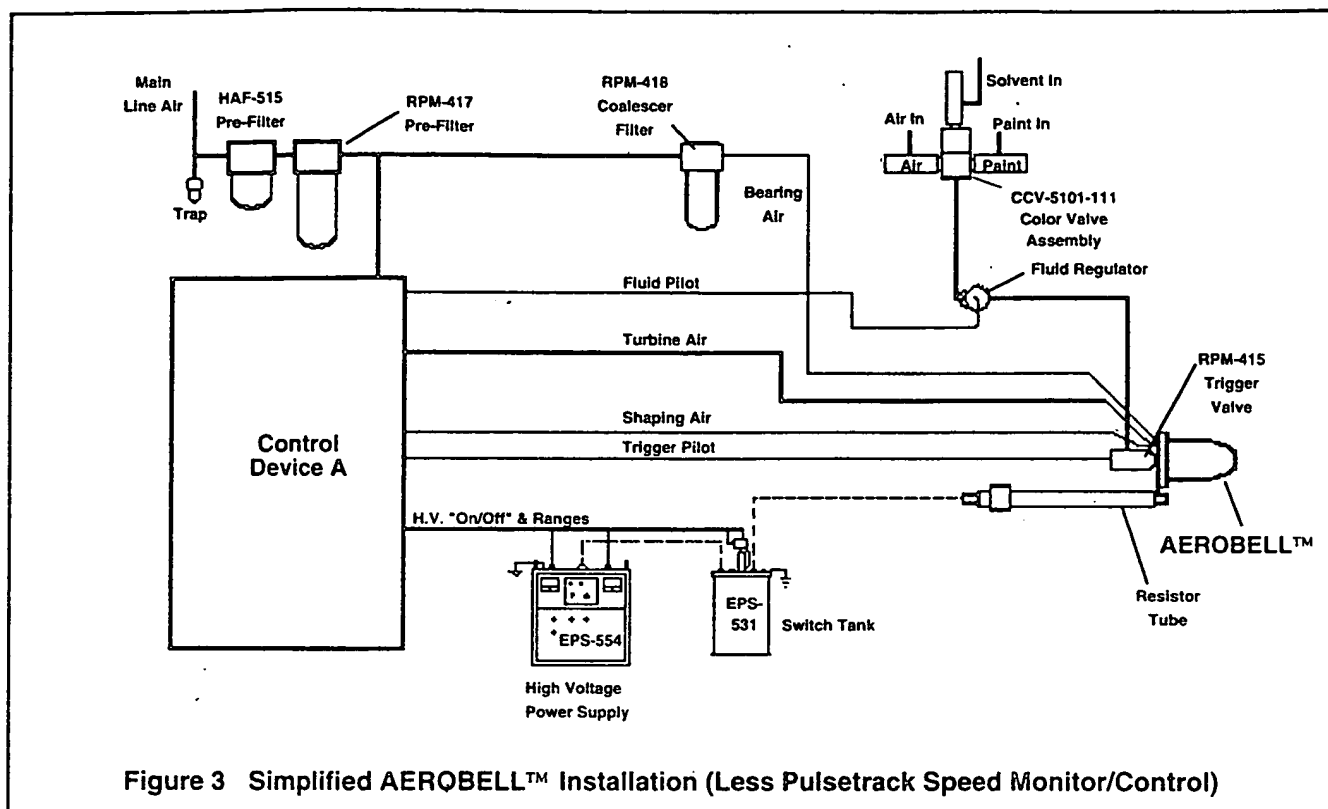 Main
Line Air
HAF-515
Pre-Filter
RPM-417
Pre-Filter
Trap
RPM-418
Coalescer
Filter
Bearing
Air
Solvent In
Air In
Paint In
Air
Paint
CCV-5101-111
Color Valve
Assembly
Fluid Regulator
Fluid Pilot
Turbine Air
RPM-415
Trigger
Valve
Shaping Air
Trigger Pilot
Control
Device A
H.V. "On/Off" & Ranges
AEROBELL™
Resistor
Tube
EPS-554
EPS-
531
Switch Tank
High Voltage
Power Supply
Figure 3 Simplified AEROBELL™ Installation (Less Pulsetrack Speed Monitor/Control)